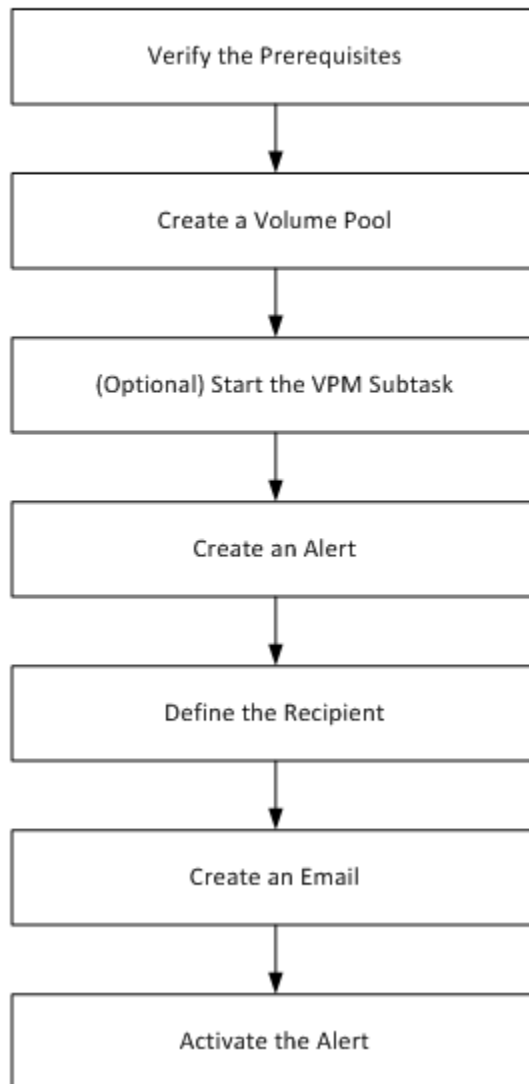 Verify the Prerequisites
Create a Volume Pool
(Optional) Start the VPM Subtask
Create an Alert
Define the Recipient
Create an Email
Activate the Alert